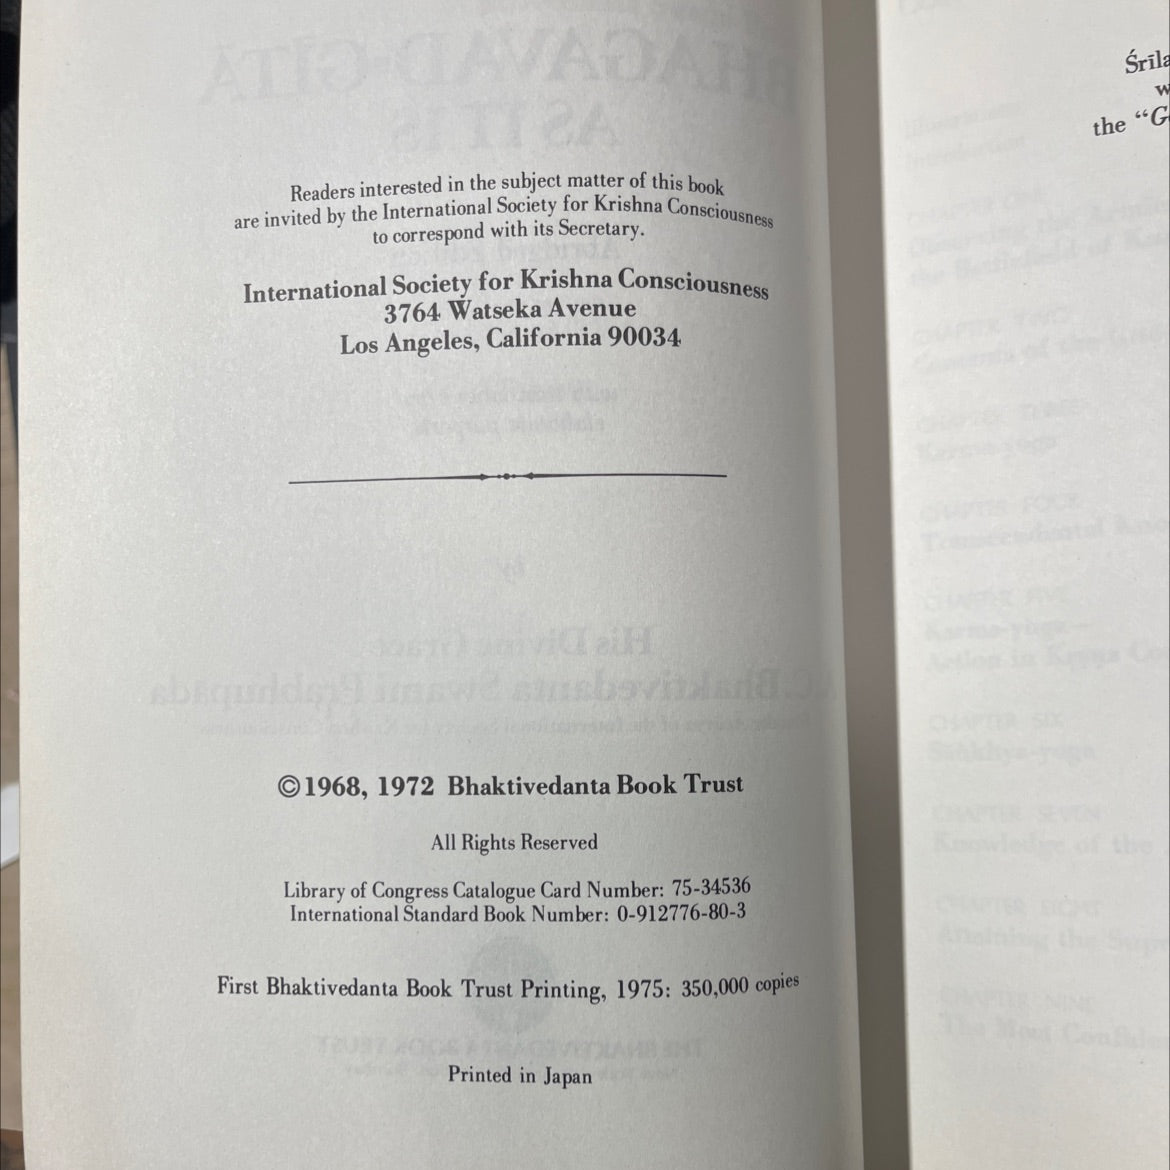 Readers interested in the subject matter of this book
are invited by the International Society for Krishna Consciousness
to correspond with its Secretary.
International Society for Krishna Consciousness
3764 Watseka Avenue
Los Angeles, California 90034
©1968, 1972 Bhaktivedanta Book Trust
All Rights Reserved
Library of Congress Catalogue Card Number: 75-34536
International Standard Book Number: 0-912776-80-3
First Bhaktivedanta Book Trust Printing, 1975: 350,000 copies
Printed in Japan
Śrīla
the